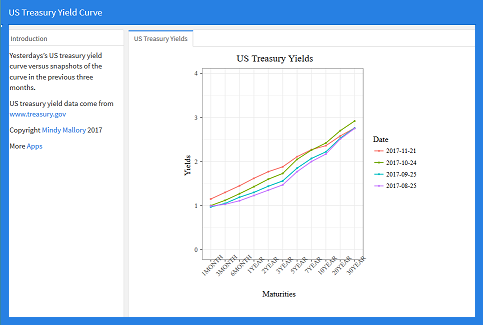 US Treasury Yield Curve
Introduction
Yesterdays's US treasury yield
curve versus snapshots of the
curve in the previous three
months.
US treasury yield data come from
www.treasury.gov
Copyright Mindy Mallory 2017
More Apps
US Treasury Yields
US Treasury Yields
4
3
2
1
0
Yields
1MONTH
3MONTH
6MONTH
1YEAR
2YEAR
3YEAR
5YEAR
7YEAR
10YEAR
20YEAR
30YEAR
Maturities
Date
2017-11-21
2017-10-24
2017-09-25
2017-08-25